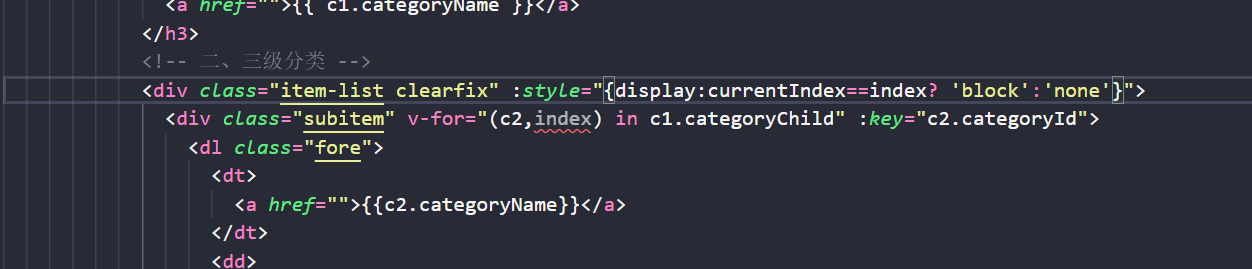 <a href="">{{ c1.categoryName }}</a>
</h3>
<!-- 二、三级分类 -->
<div class="item-list clearfix" :style="{display:currentIndex==index? 'block':'none'}">
<div class="subitem" v-for="(c2,index) in c1.categoryChild" :key="c2.categoryId">
<dl class="fore">
<dt>
<a href="">{{c2.categoryName}}</a>
</dt>
<dd>